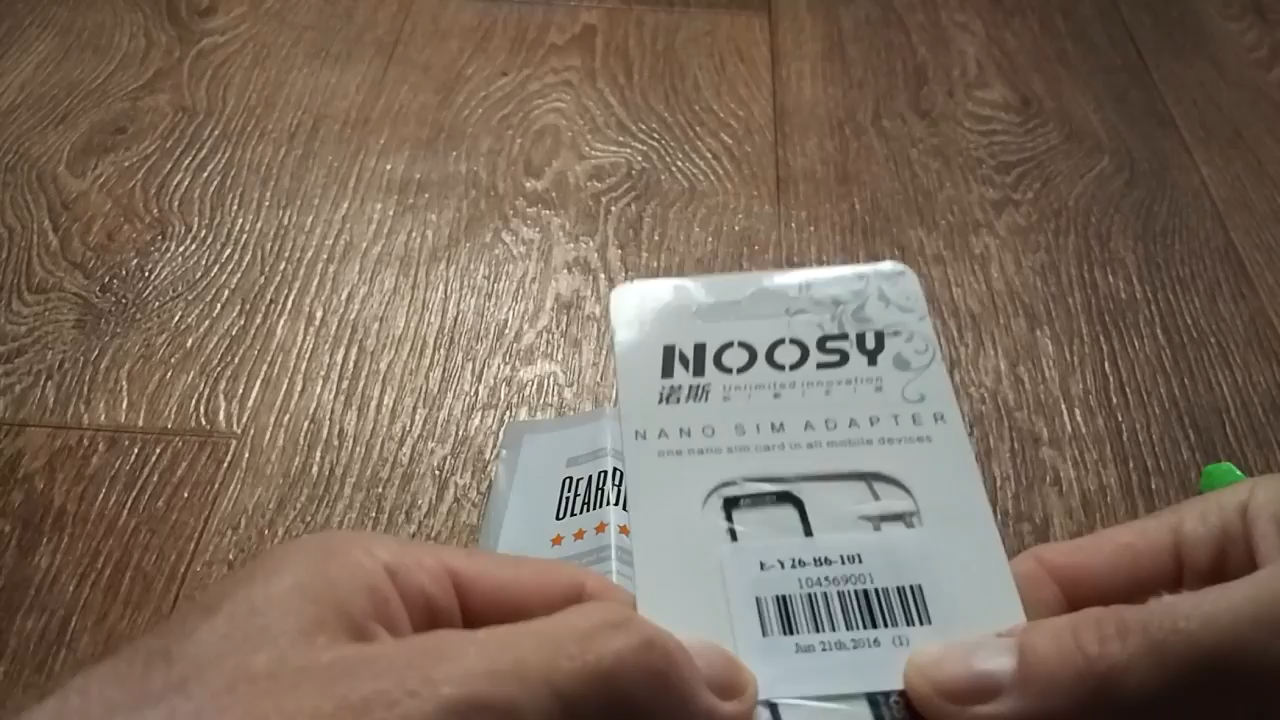 NOOSY
诺斯 Unlimited innovation
NANO SIM ADAPTER
one nano sim card in all mobile devices
GEARB
E-Y26-B6-101
104569001
Jun 21th,2016 (1)